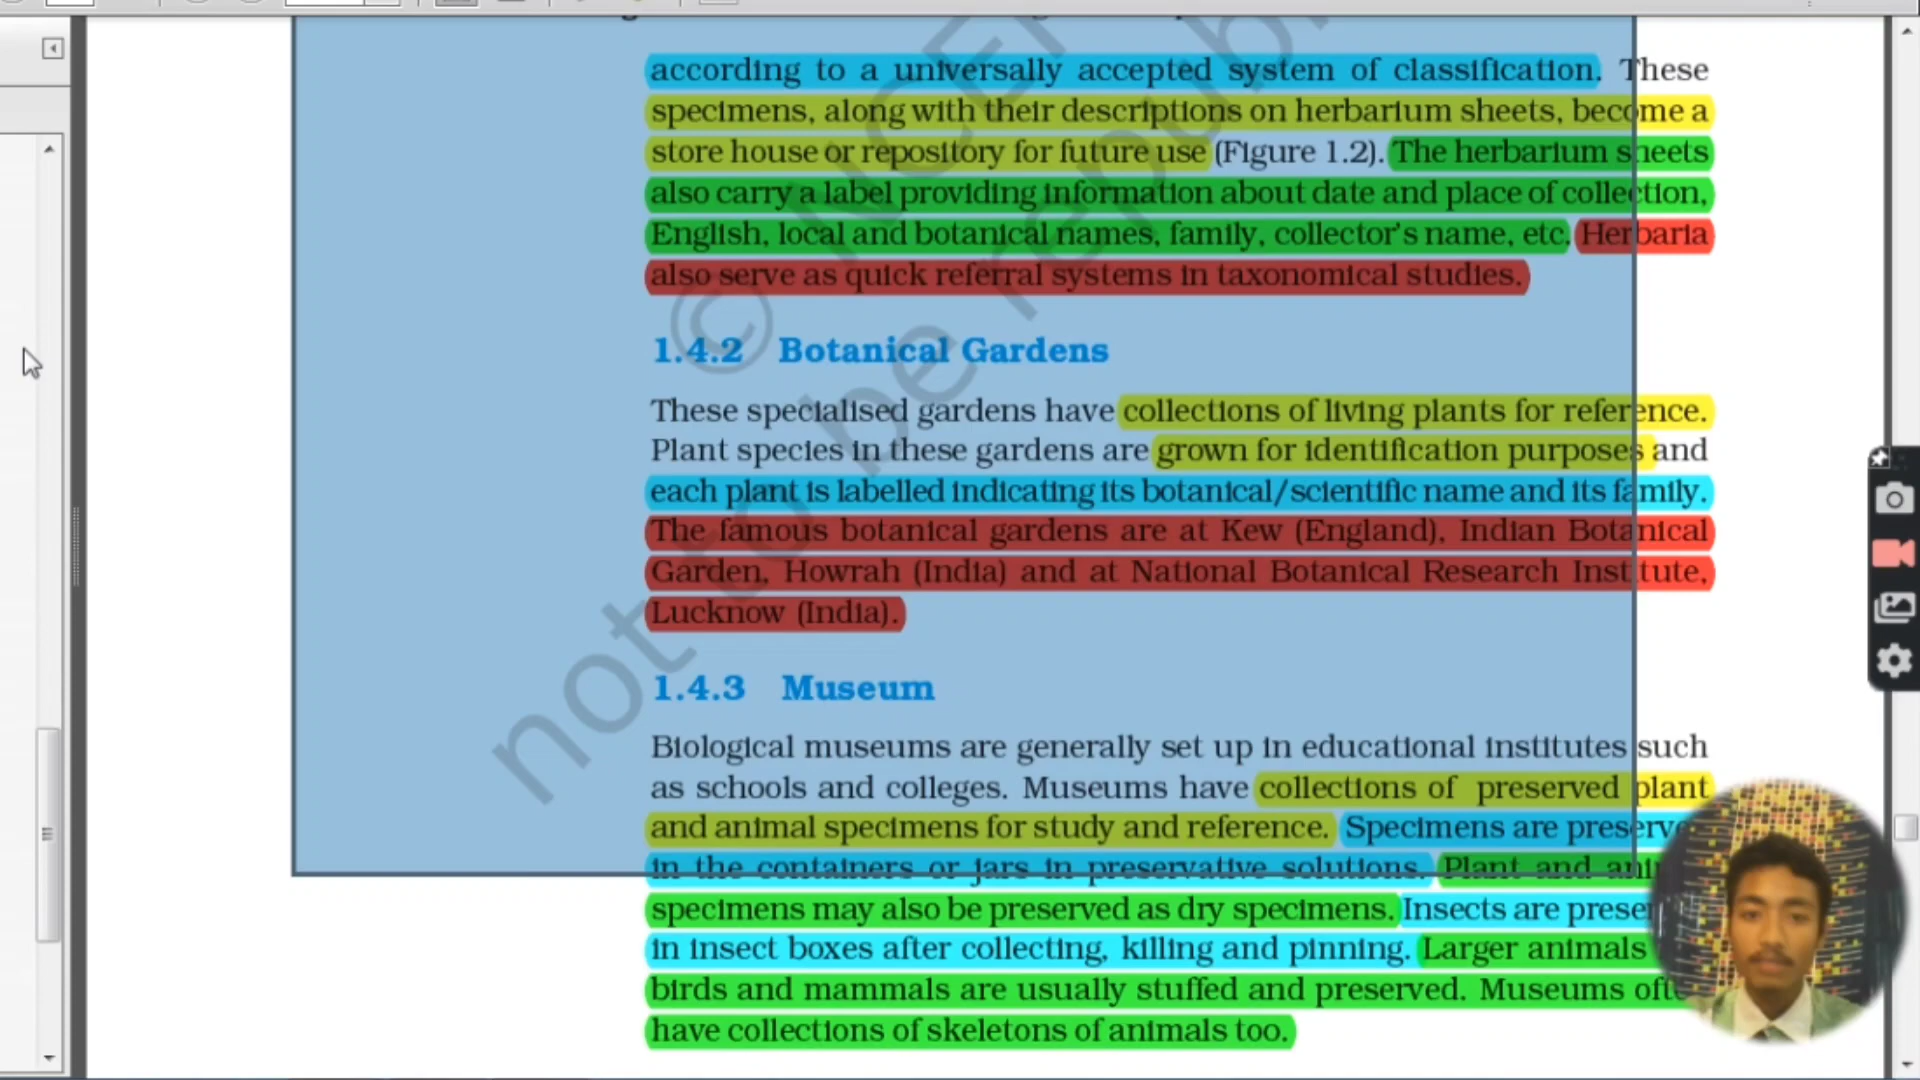 according to a universally accepted system of classification. These
specimens, along with their descriptions on herbarium sheets, become a
store house or repository for future use (Figure 1.2). The herbarium sheets
also carry a label providing information about date and place of collection,
English, local and botanical names, family, collector's name, etc. Herbaria
also serve as quick referral systems in taxonomical studies.
1.4.2 Botanical Gardens
These specialised gardens have collections of living plants for reference.
Plant species in these gardens are grown for identification purposes and
each plant is labelled indicating its botanical/scientific name and its family.
The famous botanical gardens are at Kew (England), Indian Botanical
Garden, Howrah (India) and at National Botanical Research Institute,
Lucknow (India).
1.4.3 Museum
Biological museums are generally set up in educational institutes such
as schools and colleges. Museums have collections of preserved plant
and animal specimens for study and reference. Specimens are
in the containers or jars in preservative solutions. Plant and
specimens may also be preserved as dry specimens. Insects are
in insect boxes after collecting, killing and pinning. Larger animals
birds and mammals are usually stuffed and preserved. Museums
have collections of skeletons of animals too.
©
not to be